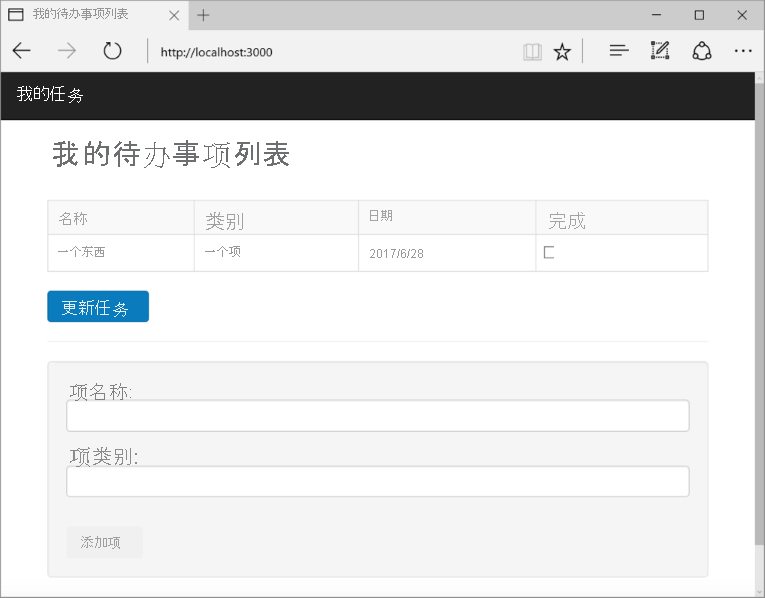 我的待办事项列表
http://localhost:3000
我的任务
我的待办事项列表
名称 类别 日期 完成
一个东西 一个项 2017/6/28
更新任务
项名称:
项类别:
添加项